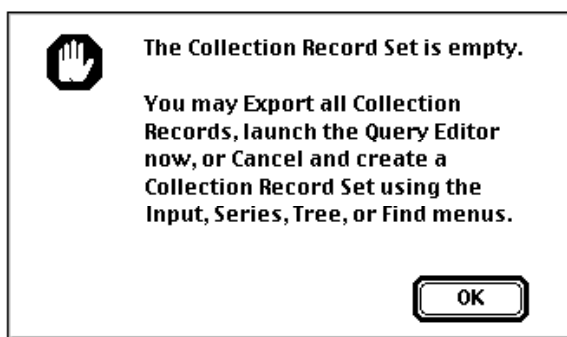 The Collection Record Set is empty.
You may Export all Collection
Records, launch the Query Editor
now, or Cancel and create a
Collection Record Set using the
Input, Series, Tree, or Find menus.
OK